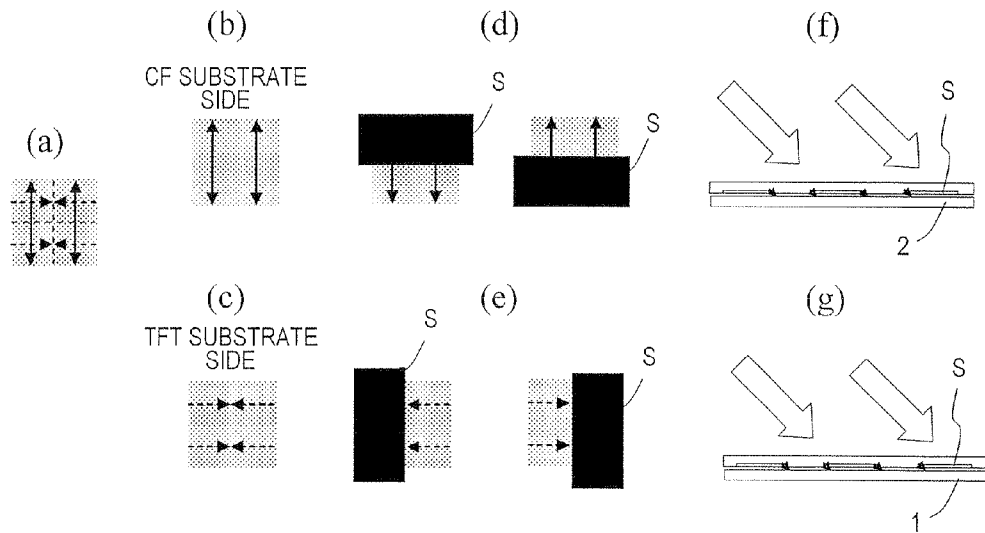 (b)
(d)
(f)
CF SUBSTRATE
SIDE
S
S
S
(a)
2
(c)
(e)
(g)
TFT SUBSTRATE
SIDE
S
S
S
1